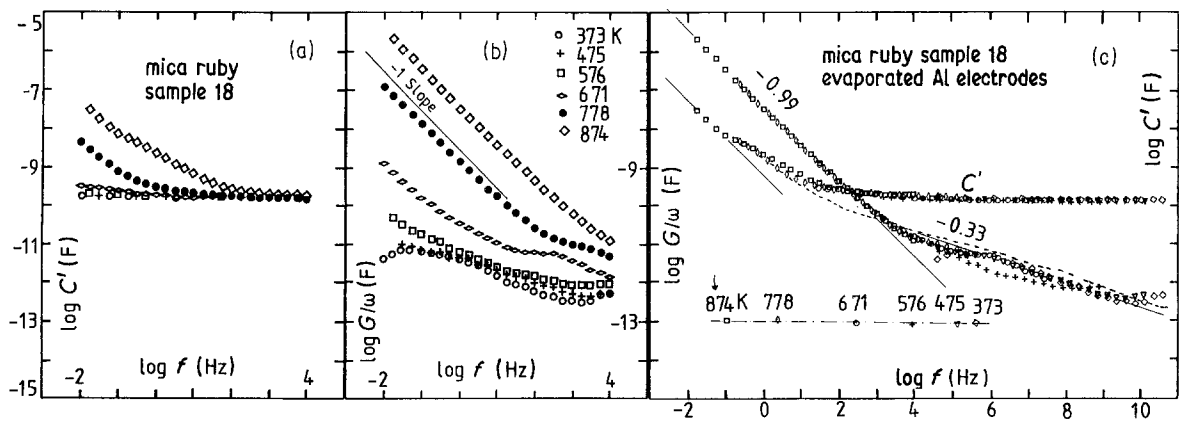 -5
-7
-9
-11
-13
-15
log C' (F)
(a)
mica ruby
sample 18
log f (Hz)
-2
4
(b)
373 K
475
576
671
778
874
-1 Slope
log G/ω (F)
log f (Hz)
-2
4
mica ruby sample 18
evaporated Al electrodes
(c)
-0.99
log C' (F)
-9
-9
C'
-0.33
log G/ω (F)
874 K 778 671 576 475 373
-13
-13
log f (Hz)
-2 0 2 4 6 8 10